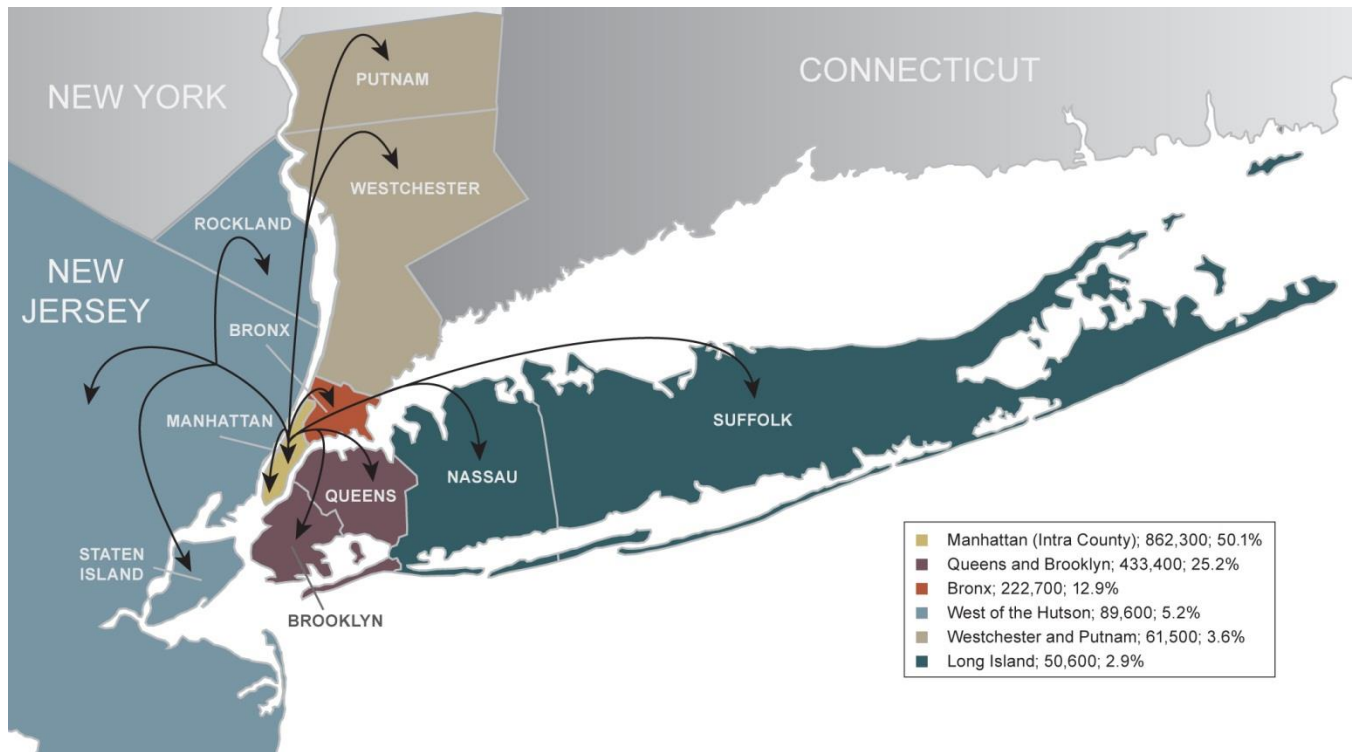 NEW YORK
PUTNAM
CONNECTICUT
WESTCHESTER
ROCKLAND
NEW
JERSEY
BRONX
MANHATTAN
SUFFOLK
NASSAU
QUEENS
STATEN
ISLAND
BROOKLYN
Manhattan (Intra County); 862,300; 50.1%
Queens and Brooklyn; 433,400; 25.2%
Bronx; 222,700; 12.9%
West of the Hutson; 89,600; 5.2%
Westchester and Putnam; 61,500; 3.6%
Long Island; 50,600; 2.9%